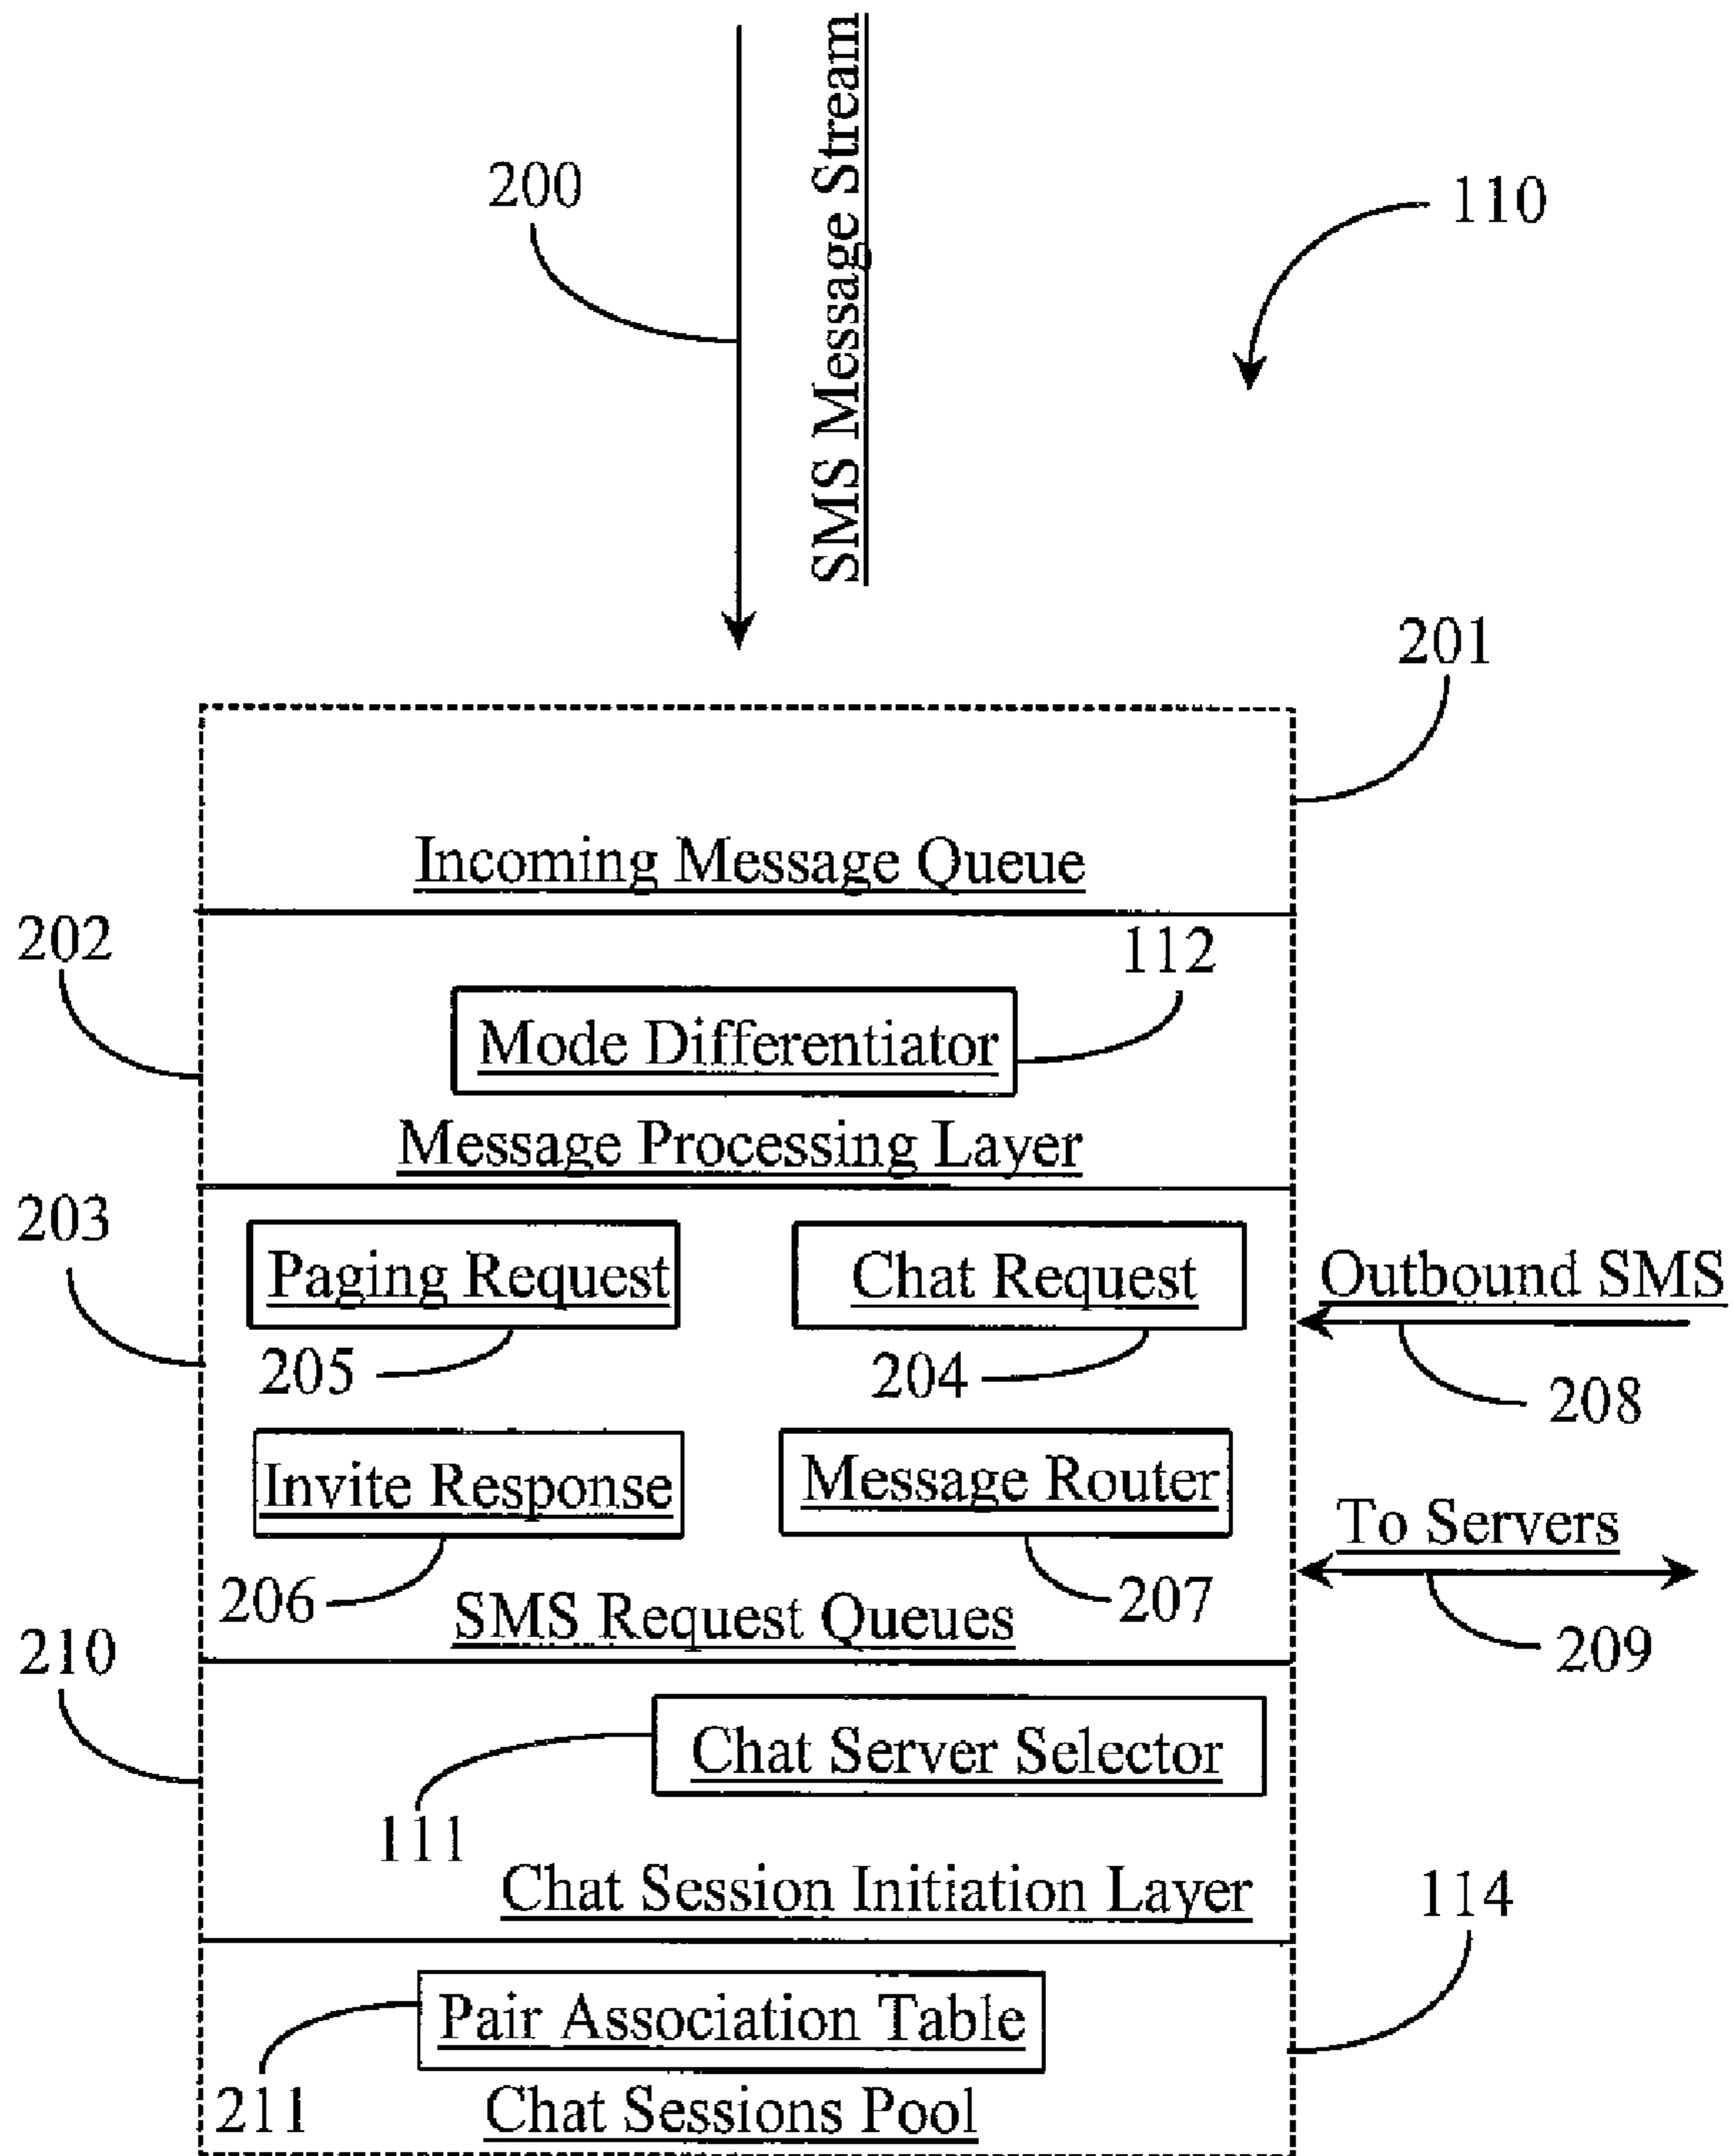 SMS Message Stream
200
110
201
Incoming Message Queue
202
112
Mode Differentiator
Message Processing Layer
203
Paging Request
Chat Request
Outbound SMS
205
204
208
Invite Response
Message Router
To Servers
206
207
SMS Request Queues
209
210
Chat Server Selector
111
Chat Session Initiation Layer
114
Pair Association Table
211
Chat Sessions Pool